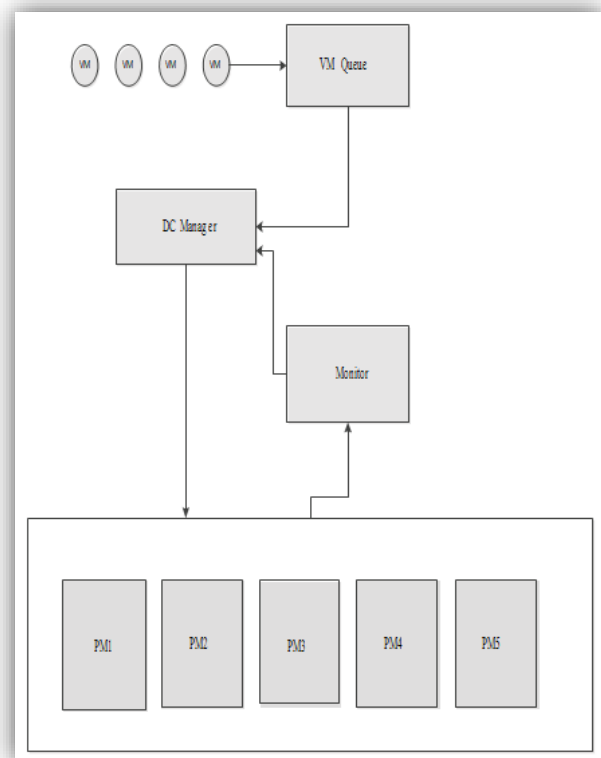 VM VM VM VM
VM Queue
DC Manager
Monitor
PM1 PM2 PM3 PM4 PM5